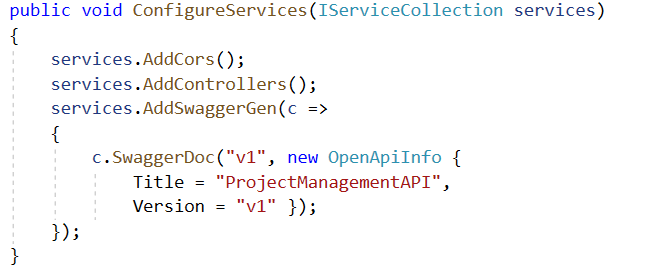 public void ConfigureServices(IServiceCollection services)
{
    services.AddCors();
    services.AddControllers();
    services.AddSwaggerGen(c =>
    {
        c.SwaggerDoc("v1", new OpenApiInfo {
            Title = "ProjectManagementAPI",
            Version = "v1" });
    });
}